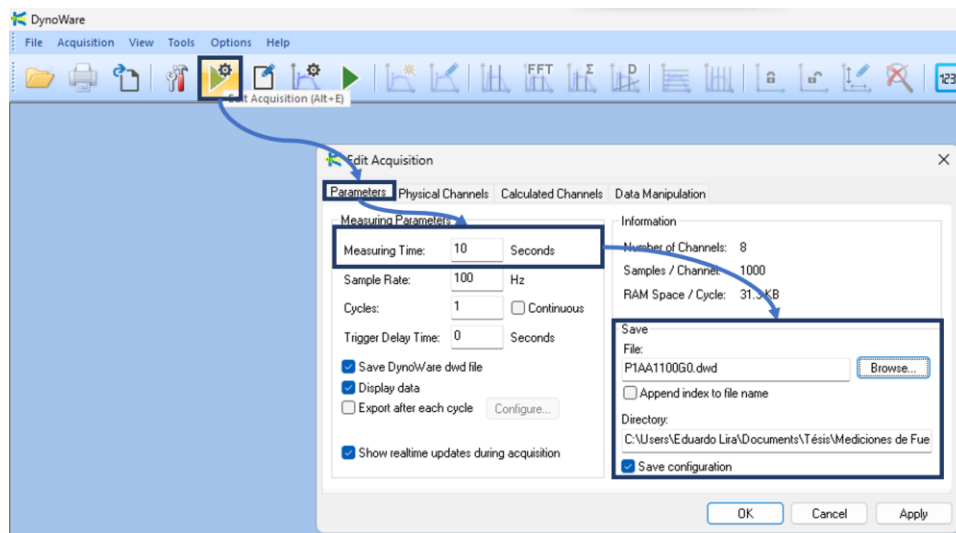 DynoWare
File Acquisition View Tools Options Help
FFT Σ D 123
Edit Acquisition (Alt+E)
Edit Acquisition
Parameters Physical Channels Calculated Channels Data Manipulation
Measuring Parameters
Measuring Time: 10 Seconds
Sample Rate: 100 Hz
Cycles: 1 Continuous
Trigger Delay Time: 0 Seconds
Save DynoWare dwd file
Display data
Export after each cycle Configure...
Show realtime updates during acquisition
Information
Number of Channels: 8
Samples / Channel: 1000
RAM Space / Cycle: 31.3 KB
Save
File:
P1AA1100G0.dwd Browse...
Append index to file name
Directory:
C:\Users\Eduardo Lira\Documents\Tésis\Mediciones de Fue
Save configuration
OK Cancel Apply